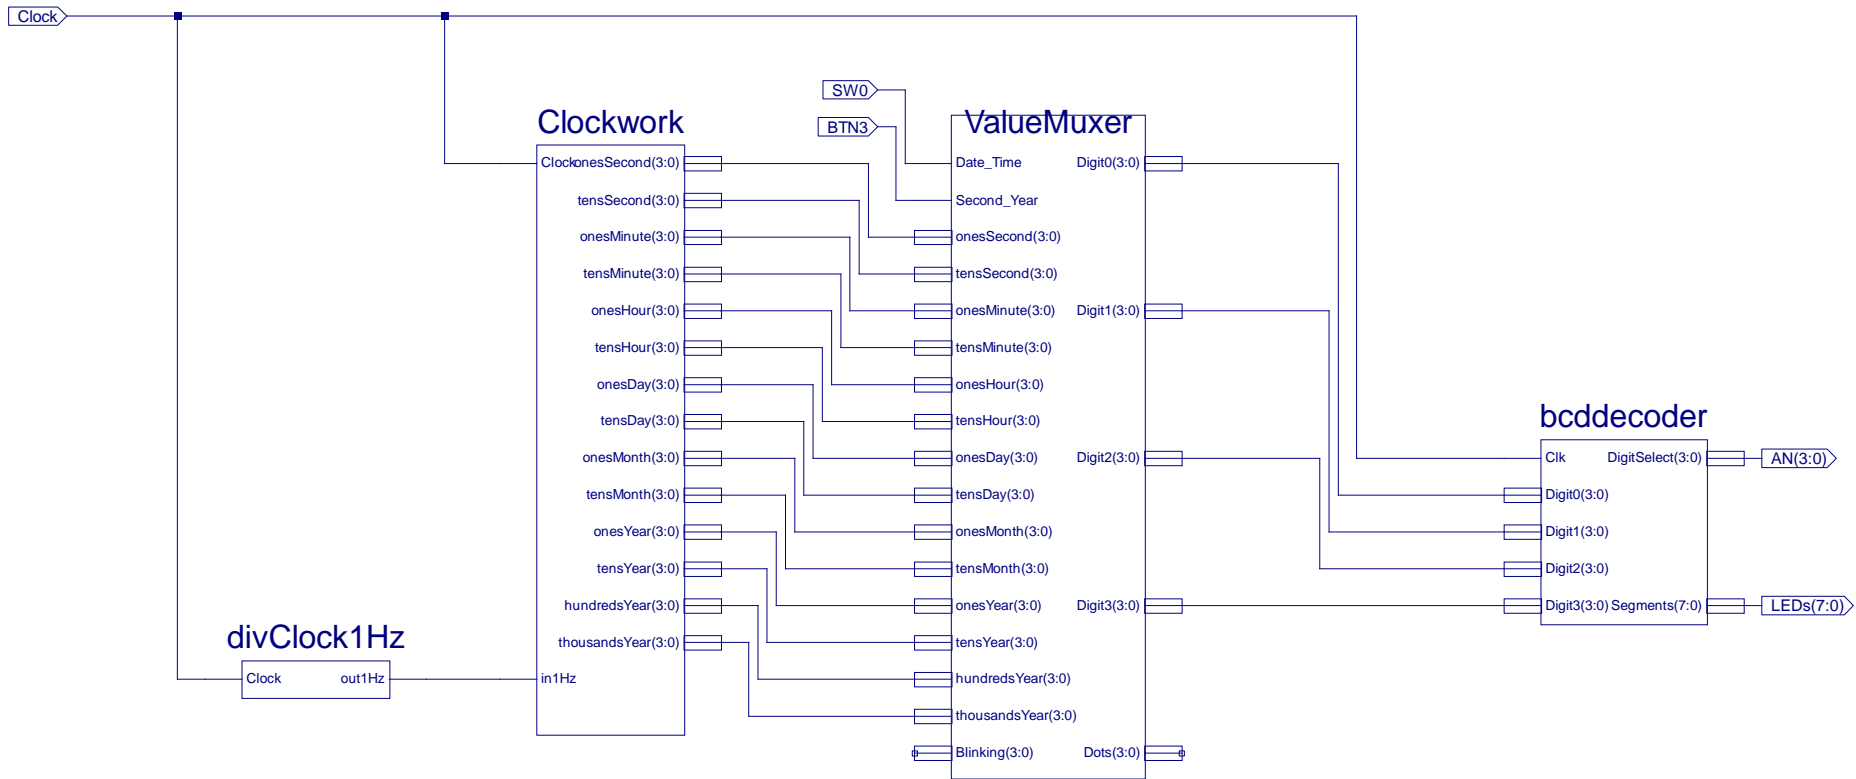 Clock
SW0
BTN3
Clockwork
ClockonesSecond(3:0)
tensSecond(3:0)
onesMinute(3:0)
tensMinute(3:0)
onesHour(3:0)
tensHour(3:0)
onesDay(3:0)
tensDay(3:0)
onesMonth(3:0)
tensMonth(3:0)
onesYear(3:0)
tensYear(3:0)
hundredsYear(3:0)
thousandsYear(3:0)
in1Hz
divClock1Hz
Clock out1Hz
ValueMuxer
Date_Time Digit0(3:0)
Second_Year
onesSecond(3:0)
tensSecond(3:0)
onesMinute(3:0) Digit1(3:0)
tensMinute(3:0)
onesHour(3:0)
tensHour(3:0)
onesDay(3:0) Digit2(3:0)
tensDay(3:0)
onesMonth(3:0)
tensMonth(3:0)
onesYear(3:0) Digit3(3:0)
tensYear(3:0)
hundredsYear(3:0)
thousandsYear(3:0)
Blinking(3:0) Dots(3:0)
bcddecoder
Clk DigitSelect(3:0)
Digit0(3:0)
Digit1(3:0)
Digit2(3:0)
Digit3(3:0) Segments(7:0)
AN(3:0)
LEDs(7:0)